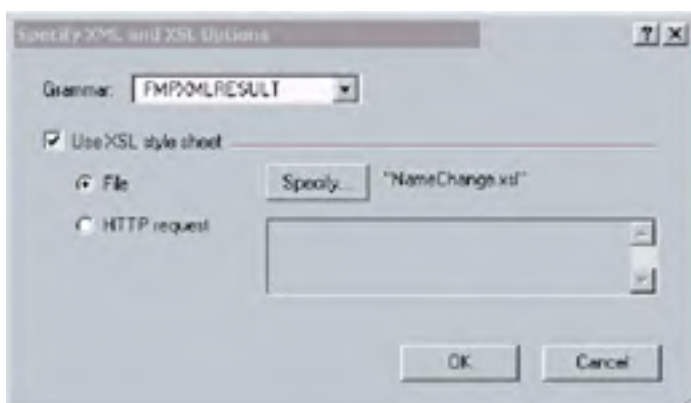 Specify XML and XSL Options
Grammar: FMPXMLRESULT
Use XSL style sheet
File
Specify... "NameChange.xsl"
HTTP request
OK Cancel